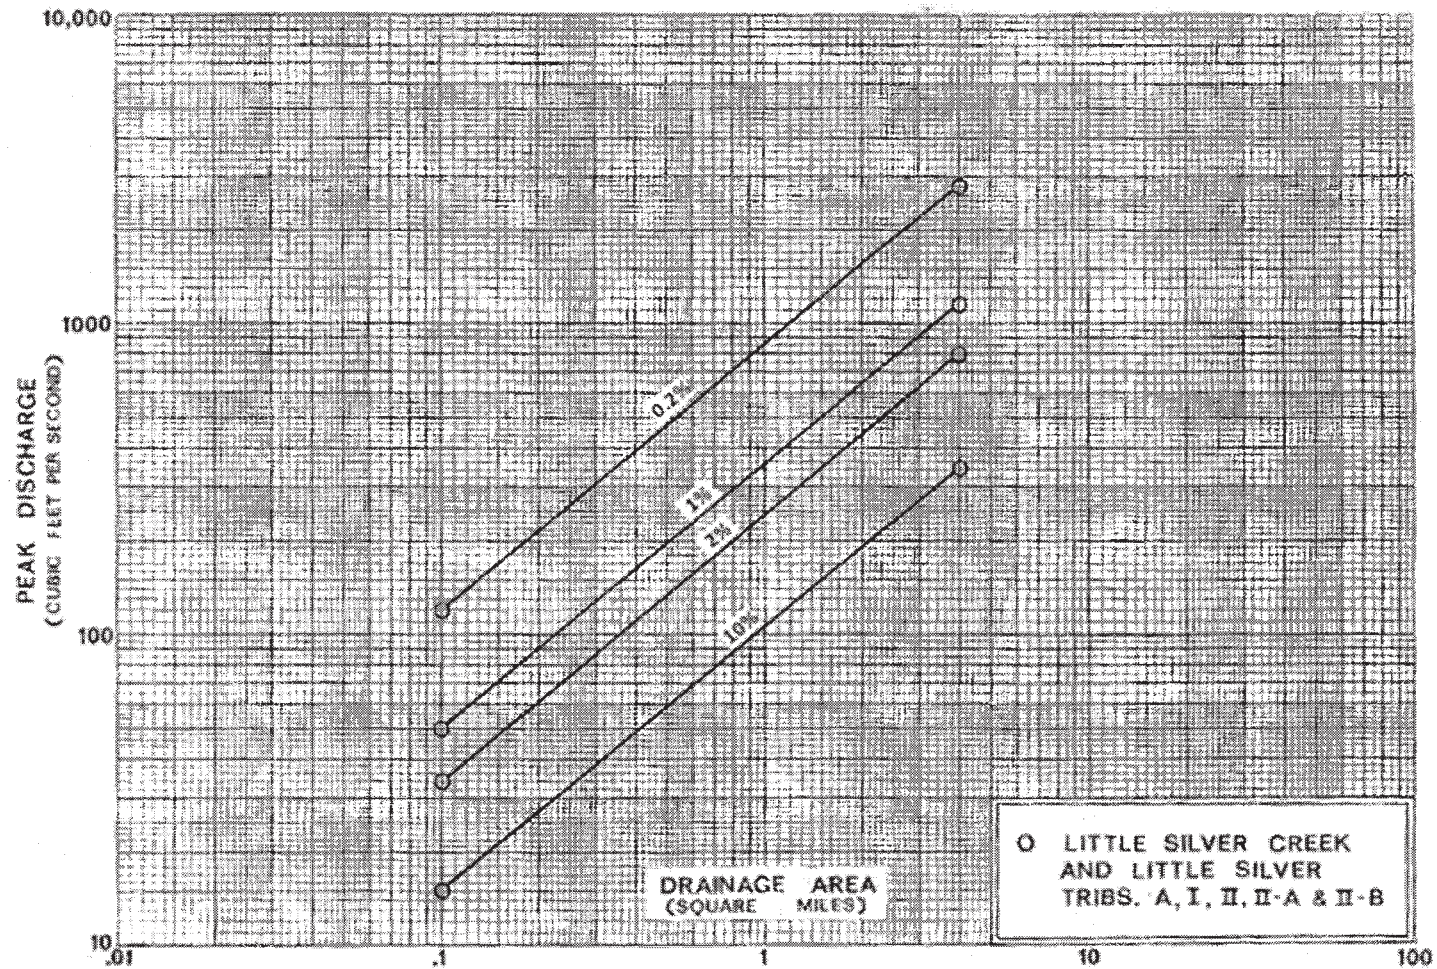 10,000
1000
100
10
PEAK DISCHARGE
(CUBIC FEET PER SECOND)
0.2%
1%
2%
10%
DRAINAGE AREA
(SQUARE MILES)
O LITTLE SILVER CREEK
AND LITTLE SILVER
TRIBS. A, I, II, II-A & II-B
.01
.1
1
10
100